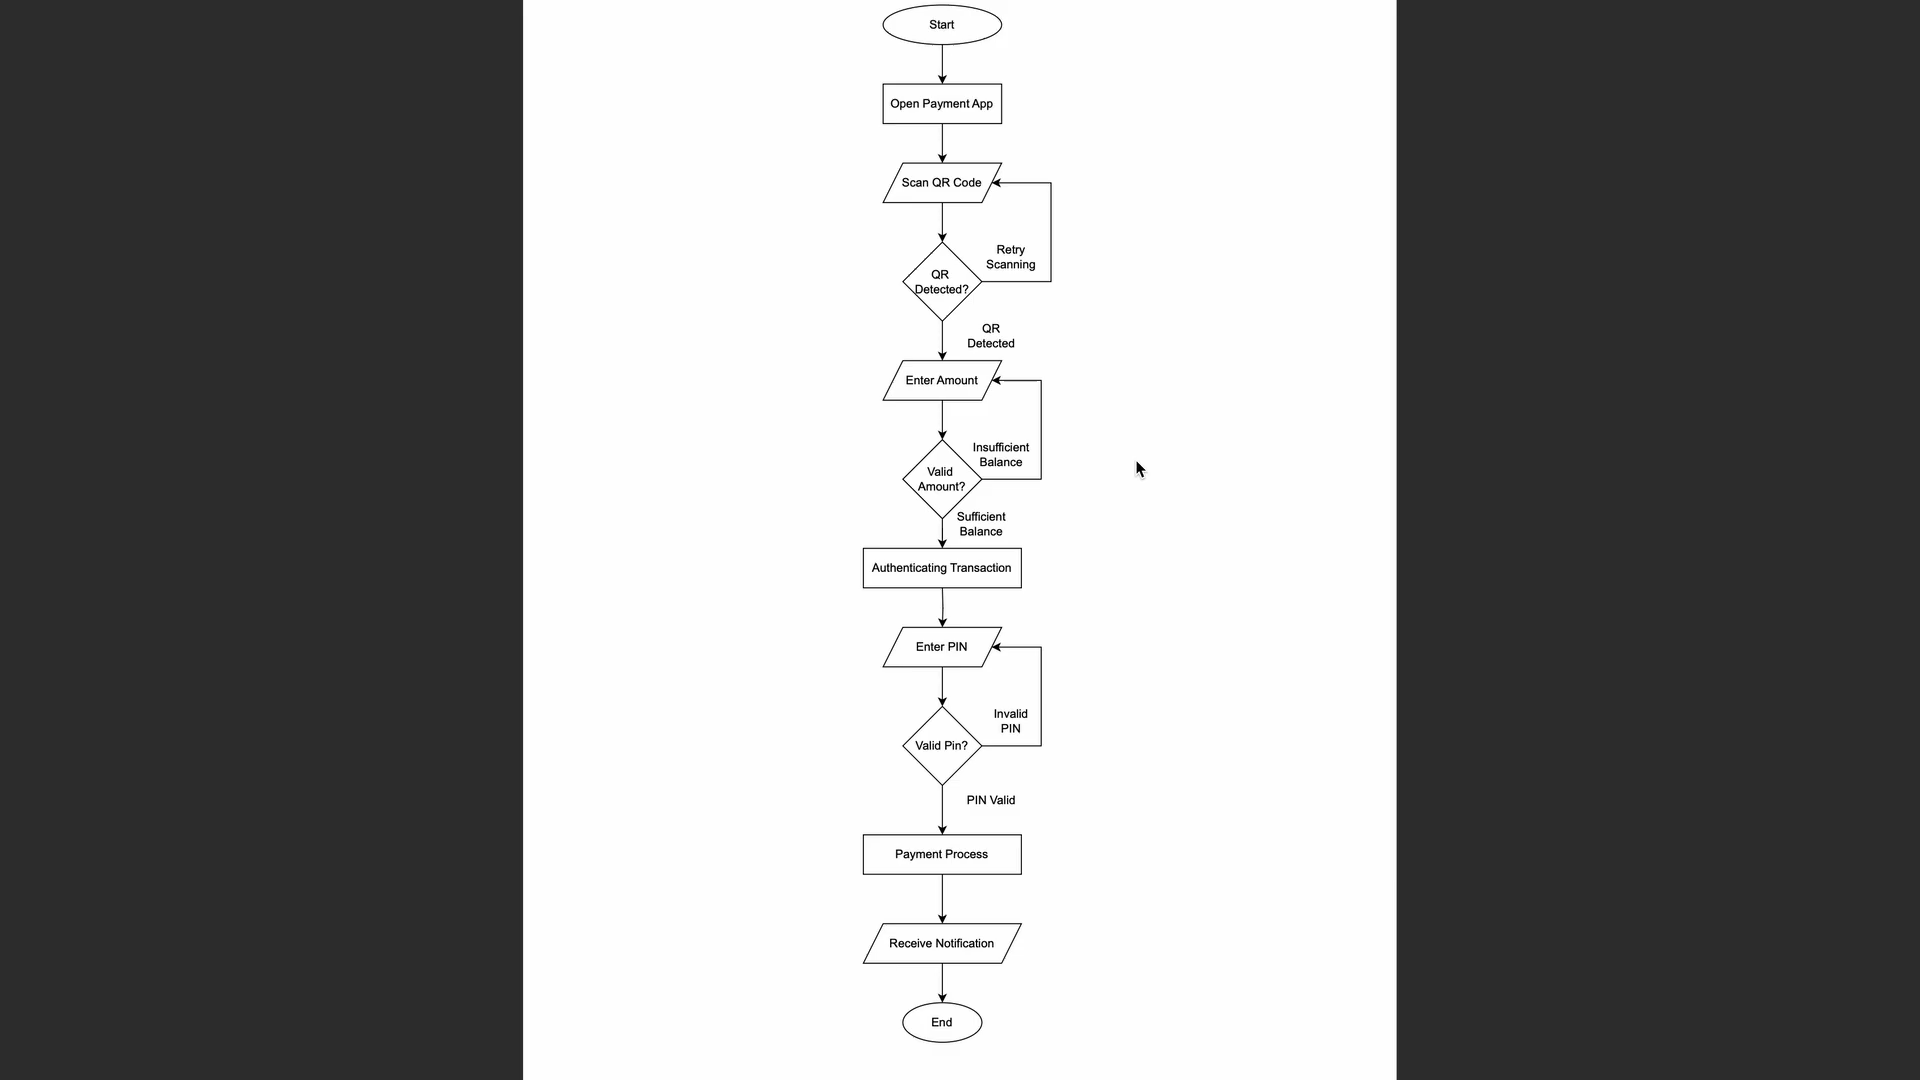 Start
Open Payment App
Scan QR Code
Retry
Scanning
QR
Detected?
QR
Detected
Enter Amount
Insufficient
Balance
Valid
Amount?
Sufficient
Balance
Authenticating Transaction
Enter PIN
Invalid
PIN
Valid Pin?
PIN Valid
Payment Process
Receive Notification
End